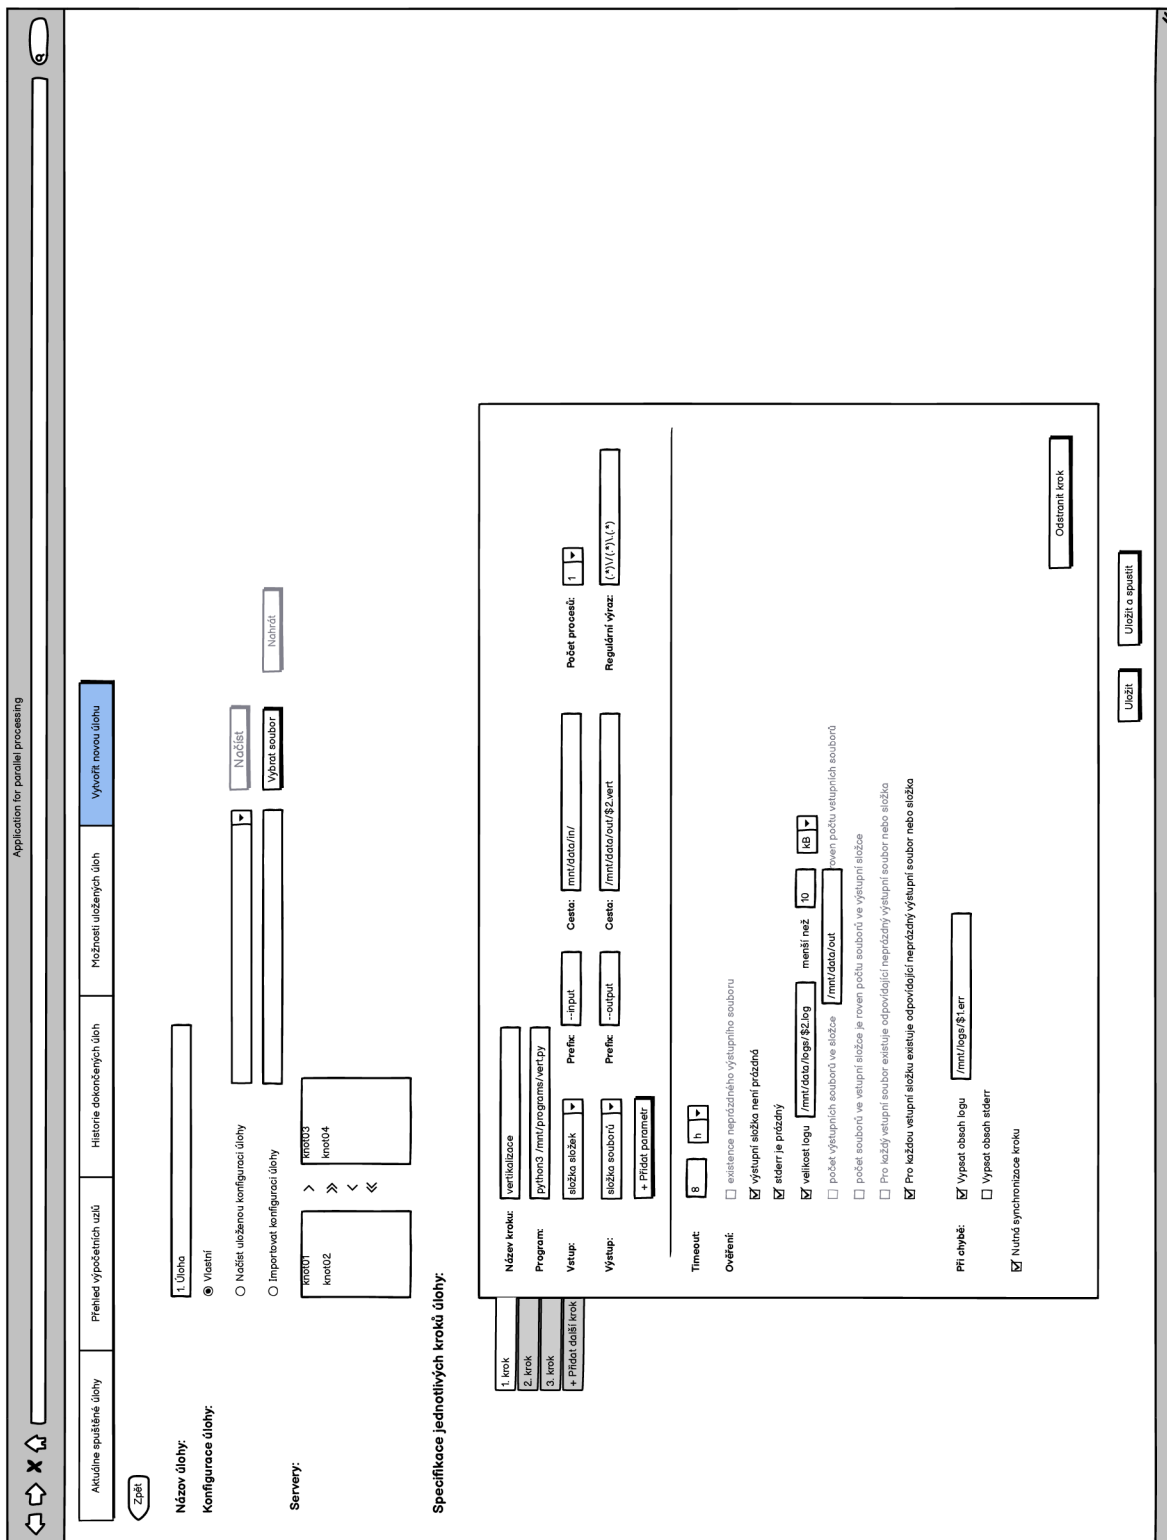 Application for parallel processing
Aktuálne spuštěné úlohy
Přehled výpočetních uzlů
Historie dokončených úloh
Možnosti uložených úloh
Vytvořit novou úlohu
Zpět
Názov úlohy: 1. Úloha
Konfigurace úlohy: Vlastní
Načíst uloženou konfiguraci úlohy Načíst
Importovat konfiguraci úlohy Vybrat soubor Nahrát
Servery:
knot01 > knot03
knot02 >> knot04
<
<<
Specifikace jednotlivých kroků úlohy:
1. krok
2. krok
3. krok
+ Přidat další krok
Název kroku: vertikalizace
Program: python3 /mnt/programs/vert.py
Vstup: složka složek Prefix: --input Cesta: mnt/data/in/ Počet procesů: 1
Výstup: složka souborů Prefix: --output Cesta: /mnt/data/out/$2.vert Regulární výraz: (.*)\/(.*)\.(.*)
+ Přidat parametr
Timeout: 8 h
Ověření: existence neprázdného výstupního souboru
výstupní složka není prázdná
stderr je prázdný
velikost logu /mnt/data/logs/$2.log menší než 10 kB
počet výstupních souborů ve složce /mnt/data/out roven počtu vstupních souborů
počet souborů ve vstupní složce je roven počtu souborů ve výstupní složce
Pro každý vstupní soubor existuje odpovídající neprázdný výstupní soubor nebo složka
Pro každou vstupní složku existuje odpovídající neprázdný výstupní soubor nebo složka
Při chybě: Vypsat obsah logu /mnt/logs/$1.err
Vypsat obsah stderr
Nutná synchronizace kroku
Odstranit krok
Uložit
Uložit a spustit